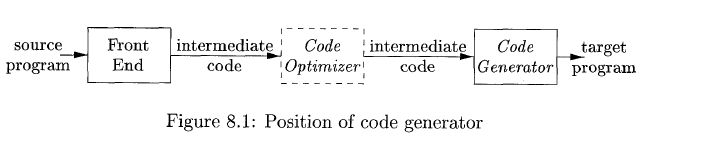 source
program
Front
End
intermediate
code
Code
Optimizer
intermediate
code
Code
Generator
target
program
Figure 8.1: Position of code generator